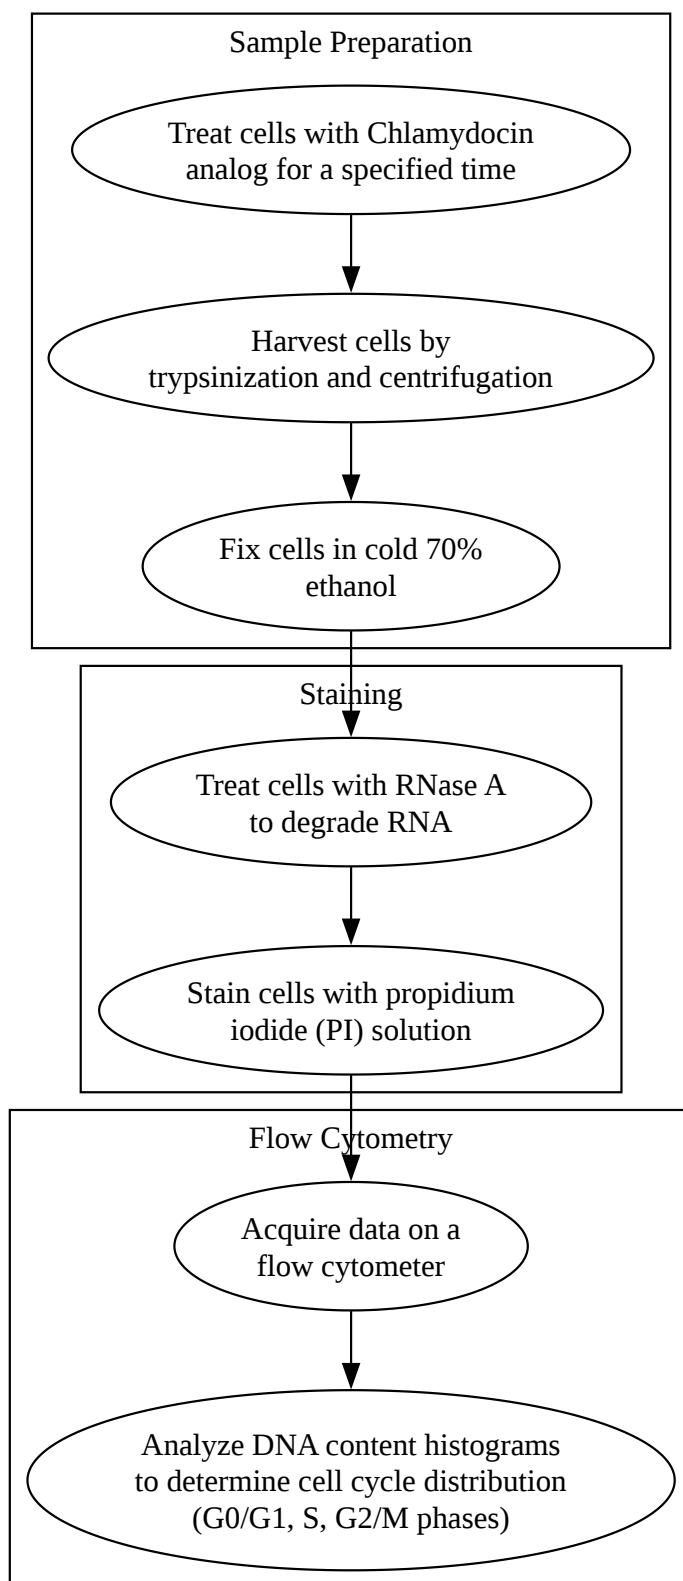 Sample Preparation
Treat cells with Chlamydocin
analog for a specified time
Harvest cells by
trypsinization and centrifugation
Fix cells in cold 70%
ethanol
Staining
Treat cells with RNase A
to degrade RNA
Stain cells with propidium
iodide (PI) solution
Flow Cytometry
Acquire data on a
flow cytometer
Analyze DNA content histograms
to determine cell cycle distribution
(G0/G1, S, G2/M phases)